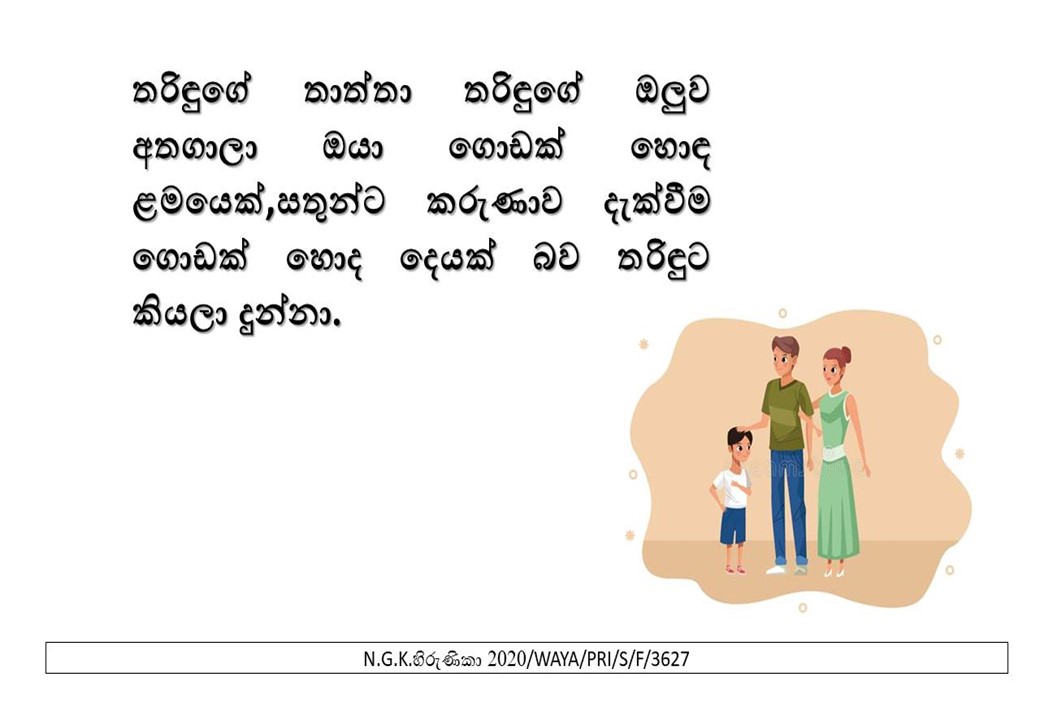 තරිඳුගේ තාත්තා තරිඳුගේ ඔලුව
අතගාලා ඔයා ගොඩක් හොඳ
ළමයෙක්,සතුන්ට කරුණාව දැක්වීම
ගොඩක් හොද දෙයක් බව තරිඳුට
කියලා දුන්නා.
N.G.K.හිරුණිකා 2020/WAYA/PRI/S/F/3627